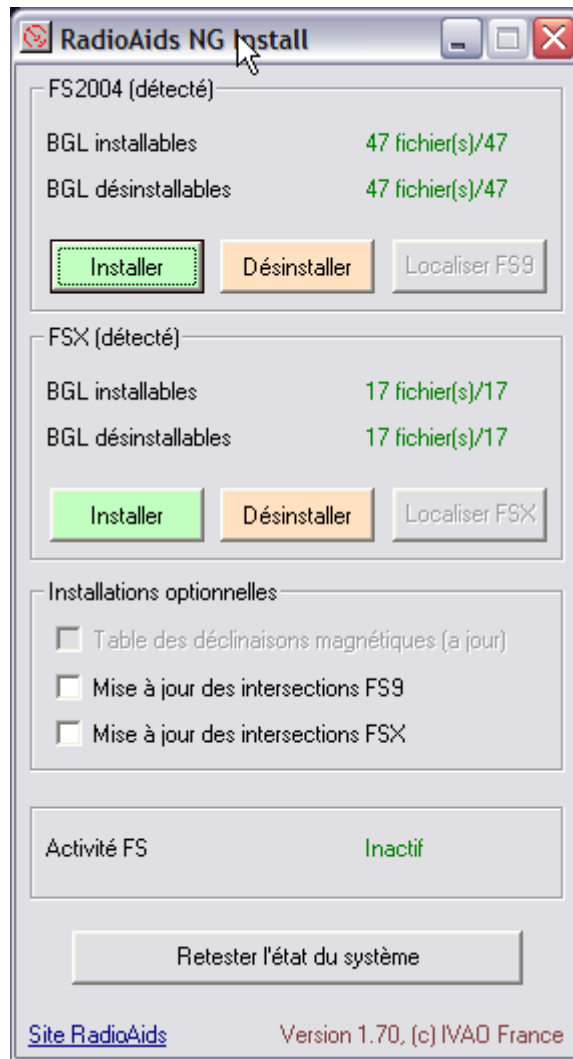 RadioAids NG Install
FS2004 (détecté)
BGL installables 47 fichier(s)/47
BGL désinstallables 47 fichier(s)/47
Installer Désinstaller Localiser FS9
FSX (détecté)
BGL installables 17 fichier(s)/17
BGL désinstallables 17 fichier(s)/17
Installer Désinstaller Localiser FSX
Installations optionnelles
Table des déclinaisons magnétiques (a jour)
Mise à jour des intersections FS9
Mise à jour des intersections FSX
Activité FS Inactif
Retester l'état du système
Site RadioAids Version 1.70, (c) IVAO France